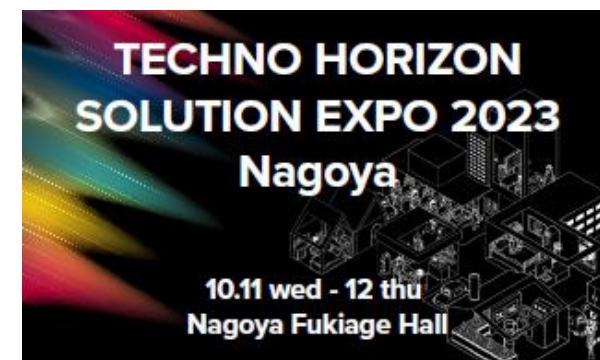 TECHNO HORIZON
SOLUTION EXPO 2023
Nagoya
10.11 wed - 12 thu
Nagoya Fukiage Hall